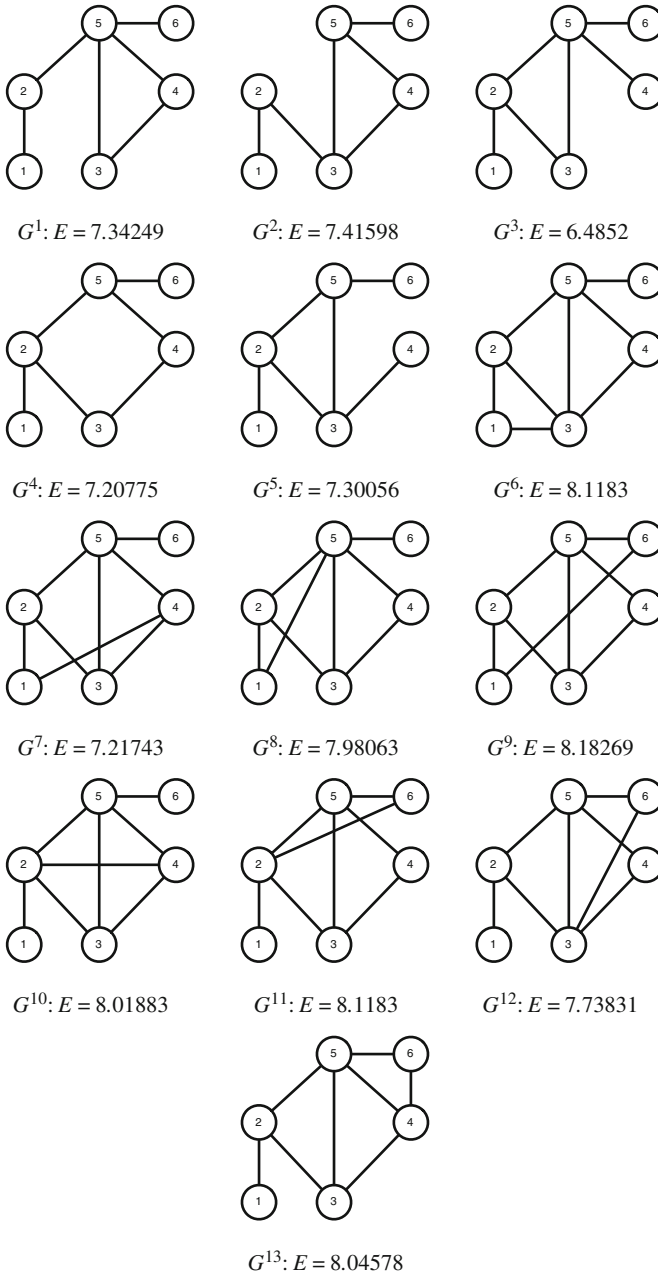 5 6 5 6 5 6
2 4 2 4 2 4
1 3 1 3 1 3
G¹: E = 7.34249 G²: E = 7.41598 G³: E = 6.4852
5 6 5 6 5 6
2 4 2 4 2 4
1 3 1 3 1 3
G⁴: E = 7.20775 G⁵: E = 7.30056 G⁶: E = 8.1183
5 6 5 6 5 6
2 4 2 4 2 4
1 3 1 3 1 3
G⁷: E = 7.21743 G⁸: E = 7.98063 G⁹: E = 8.18269
5 6 5 6 5 6
2 4 2 4 2 4
1 3 1 3 1 3
G¹⁰: E = 8.01883 G¹¹: E = 8.1183 G¹²: E = 7.73831
5 6
2 4
1 3
G¹³: E = 8.04578